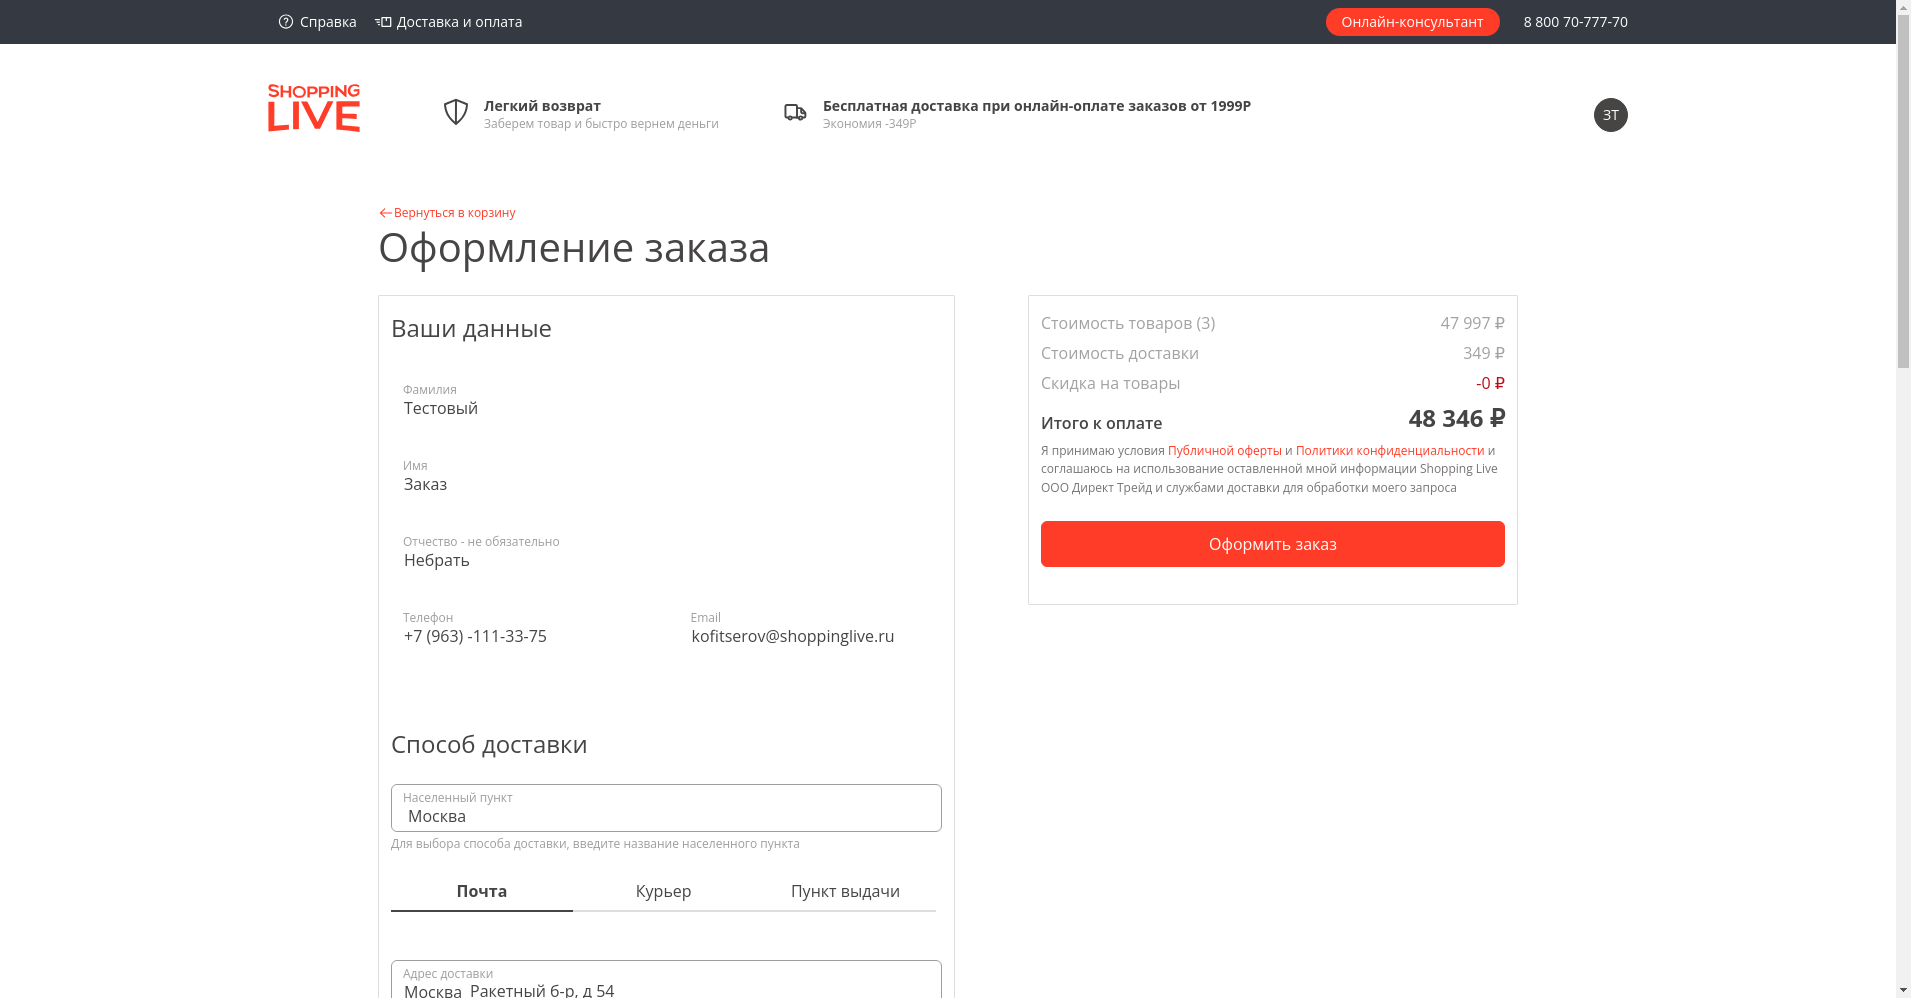 Справка
Доставка и оплата
Онлайн-консультант
8 800 70-777-70
SHOPPING
LIVE
Легкий возврат
Заберем товар и быстро вернем деньги
Бесплатная доставка при онлайн-оплате заказов от 1999Р
Экономия -349Р
ЗТ
Вернуться в корзину
Оформление заказа
Ваши данные
Фамилия
Тестовый
Имя
Заказ
Отчество - не обязательно
Небрать
Телефон
+7 (963) -111-33-75
Email
kofitserov@shoppinglive.ru
Способ доставки
Населенный пункт
Москва
Для выбора способа доставки, введите название населенного пункта
Почта
Курьер
Пункт выдачи
Адрес доставки
Москва Ракетный б-р, д 54
Стоимость товаров (3)
47 997 ₽
Стоимость доставки
349 ₽
Скидка на товары
-0 ₽
Итого к оплате
48 346 ₽
Я принимаю условия Публичной оферты и Политики конфиденциальности и
соглашаюсь на использование оставленной мной информации Shopping Live
ООО Директ Трейд и службами доставки для обработки моего запроса
Оформить заказ